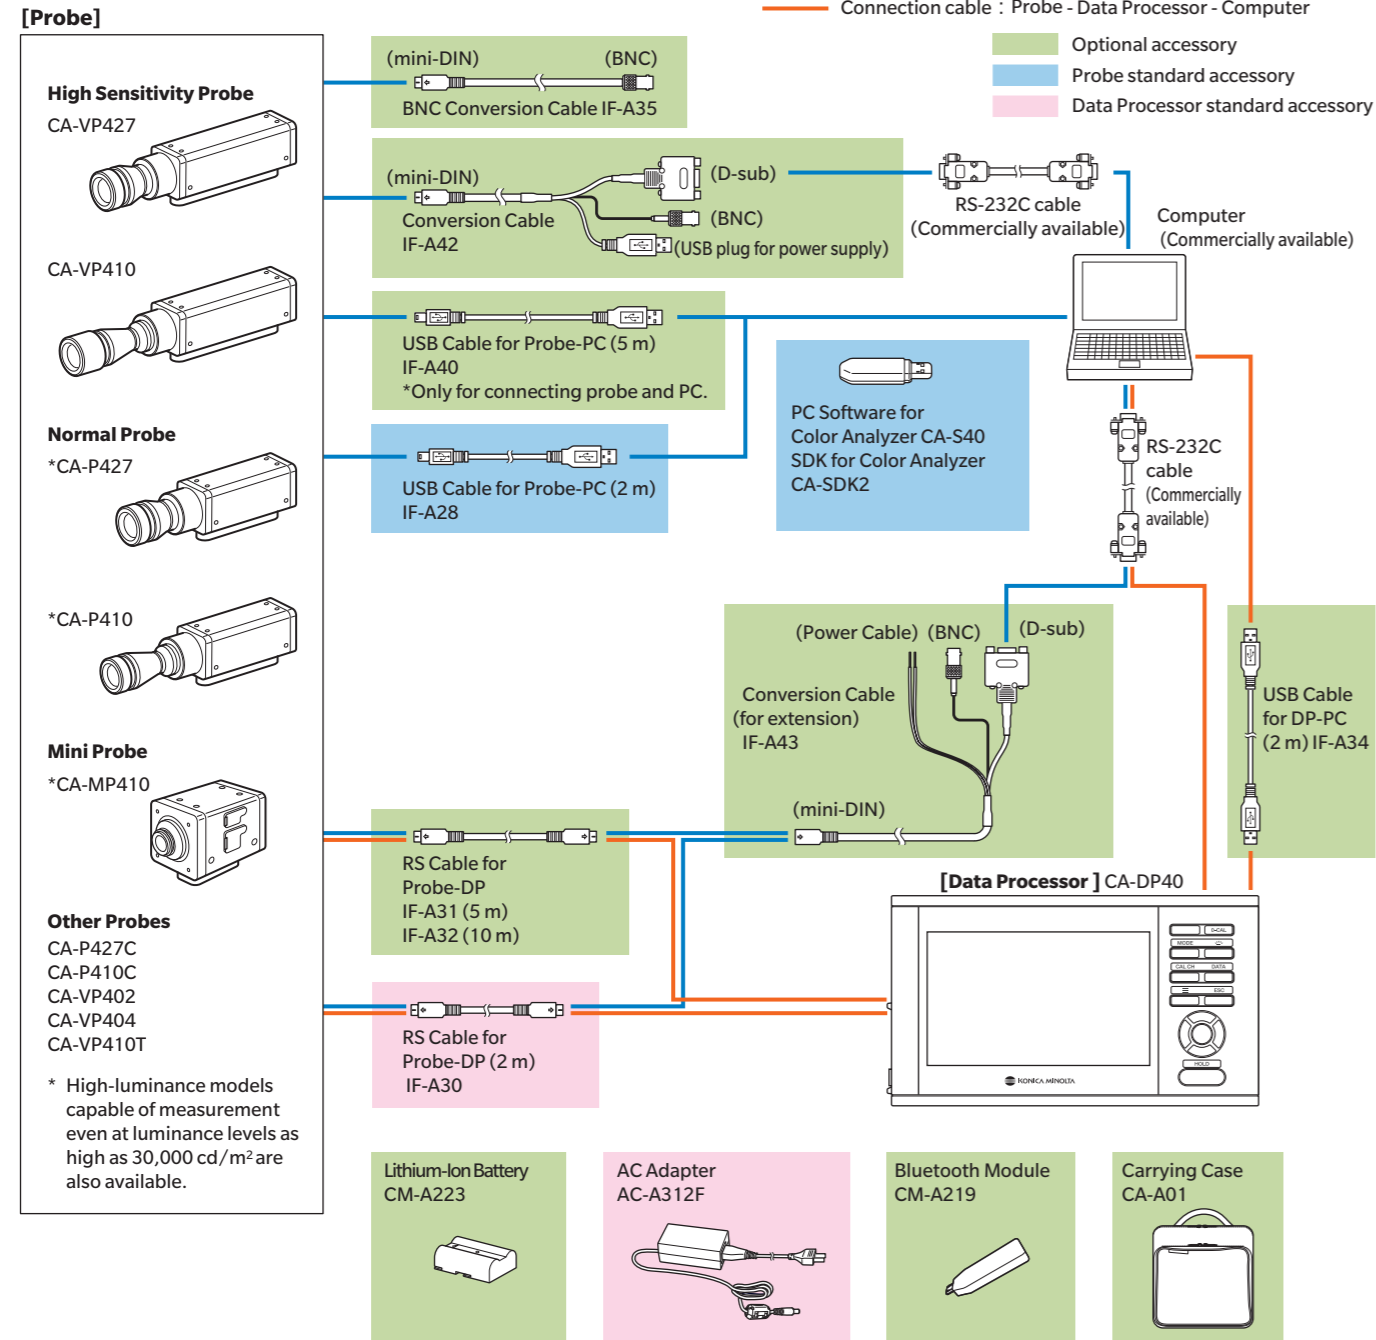 [Probe]
Connection cable : Probe - Data Processor - Computer
Optional accessory
Probe standard accessory
Data Processor standard accessory
High Sensitivity Probe
CA-VP427
CA-VP410
Normal Probe
*CA-P427
*CA-P410
Mini Probe
*CA-MP410
Other Probes
CA-P427C
CA-P410C
CA-VP402
CA-VP404
CA-VP410T
* High-luminance models
capable of measurement
even at luminance levels as
high as 30,000 cd/m² are
also available.
(mini-DIN) (BNC)
BNC Conversion Cable IF-A35
(mini-DIN)
Conversion Cable
IF-A42
(D-sub)
(BNC)
(USB plug for power supply)
RS-232C cable
(Commercially available)
Computer
(Commercially available)
USB Cable for Probe-PC (5 m)
IF-A40
*Only for connecting probe and PC.
USB Cable for Probe-PC (2 m)
IF-A28
PC Software for
Color Analyzer CA-S40
SDK for Color Analyzer
CA-SDK2
RS-232C
cable
(Commercially
available)
(Power Cable) (BNC) (D-sub)
Conversion Cable
(for extension)
IF-A43
(mini-DIN)
USB Cable
for DP-PC
(2 m) IF-A34
RS Cable for
Probe-DP
IF-A31 (5 m)
IF-A32 (10 m)
RS Cable for
Probe-DP (2 m)
IF-A30
[Data Processor ] CA-DP40
0-CAL
MODE
CAL CH DATA
ESC
HOLD
KONICA MINOLTA
Lithium-Ion Battery
CM-A223
AC Adapter
AC-A312F
Bluetooth Module
CM-A219
Carrying Case
CA-A01